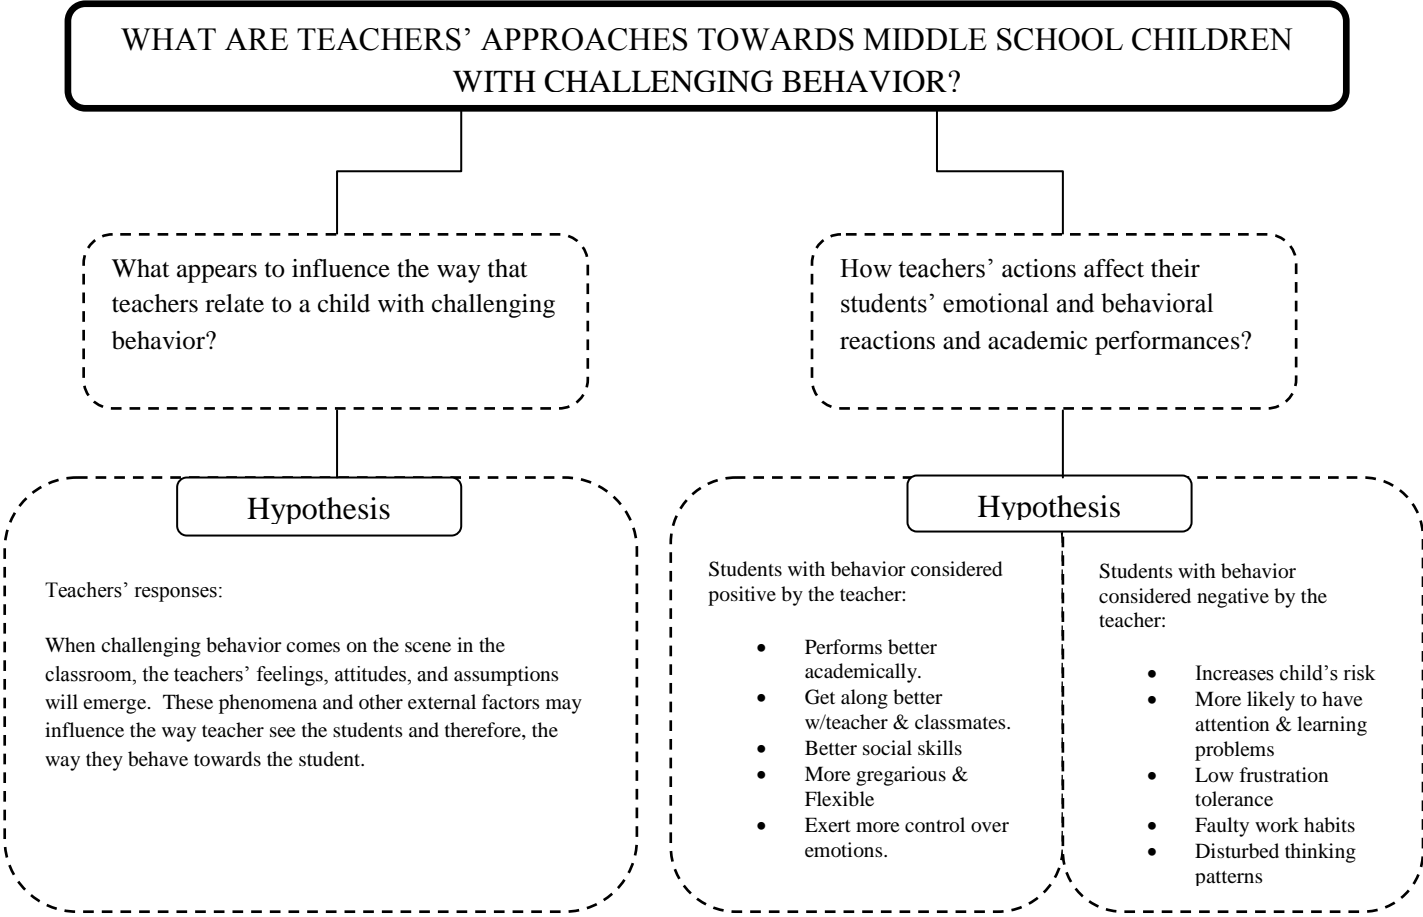 WHAT ARE TEACHERS’ APPROACHES TOWARDS MIDDLE SCHOOL CHILDREN
WITH CHALLENGING BEHAVIOR?
What appears to influence the way that
teachers relate to a child with challenging
behavior?
How teachers’ actions affect their
students’ emotional and behavioral
reactions and academic performances?
Hypothesis
Teachers’ responses:
When challenging behavior comes on the scene in the
classroom, the teachers’ feelings, attitudes, and assumptions
will emerge.  These phenomena and other external factors may
influence the way teacher see the students and therefore, the
way they behave towards the student.
Hypothesis
Students with behavior considered
positive by the teacher:
• Performs better
academically.
• Get along better
w/teacher & classmates.
• Better social skills
• More gregarious &
Flexible
• Exert more control over
emotions.
Students with behavior
considered negative by the
teacher:
• Increases child’s risk
• More likely to have
attention & learning
problems
• Low frustration
tolerance
• Faulty work habits
• Disturbed thinking
patterns